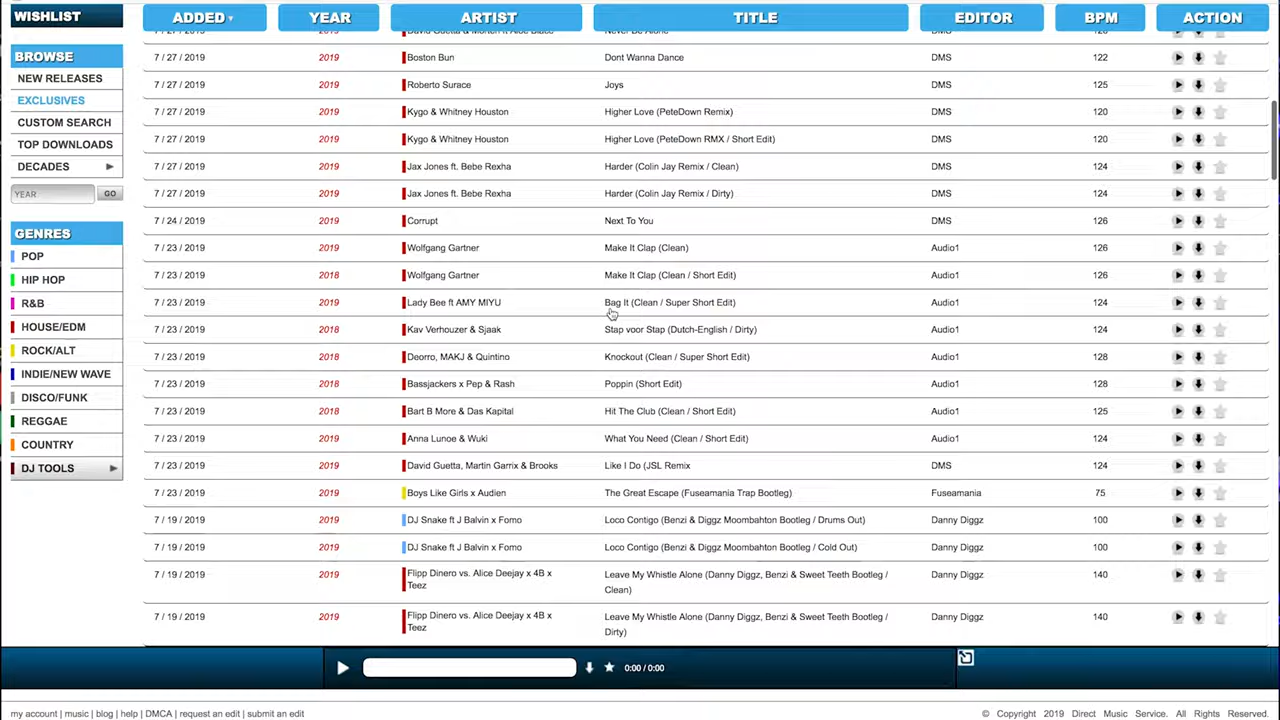 WISHLIST
ADDED YEAR ARTIST TITLE EDITOR BPM ACTION
BROWSE
NEW RELEASES
EXCLUSIVES
CUSTOM SEARCH
TOP DOWNLOADS
DECADES
YEAR GO
GENRES
POP
HIP HOP
R&B
HOUSE/EDM
ROCK/ALT
INDIE/NEW WAVE
DISCO/FUNK
REGGAE
COUNTRY
DJ TOOLS
7 / 27 / 2019 2019 Boston Bun Dont Wanna Dance DMS 122
7 / 27 / 2019 2019 Roberto Surace Joys DMS 125
7 / 27 / 2019 2019 Kygo & Whitney Houston Higher Love (PeteDown Remix) DMS 120
7 / 27 / 2019 2019 Kygo & Whitney Houston Higher Love (PeteDown RMX / Short Edit) DMS 120
7 / 27 / 2019 2019 Jax Jones ft. Bebe Rexha Harder (Colin Jay Remix / Clean) DMS 124
7 / 27 / 2019 2019 Jax Jones ft. Bebe Rexha Harder (Colin Jay Remix / Dirty) DMS 124
7 / 24 / 2019 2019 Corrupt Next To You DMS 126
7 / 23 / 2019 2019 Wolfgang Gartner Make It Clap (Clean) Audio1 126
7 / 23 / 2019 2018 Wolfgang Gartner Make It Clap (Clean / Short Edit) Audio1 126
7 / 23 / 2019 2019 Lady Bee ft AMY MIYU Bag It (Clean / Super Short Edit) Audio1 124
7 / 23 / 2019 2018 Kav Verhouzer & Sjaak Stap voor Stap (Dutch-English / Dirty) Audio1 124
7 / 23 / 2019 2018 Deorro, MAKJ & Quintino Knockout (Clean / Super Short Edit) Audio1 128
7 / 23 / 2019 2018 Bassjackers x Pep & Rash Poppin (Short Edit) Audio1 128
7 / 23 / 2019 2018 Bart B More & Das Kapital Hit The Club (Clean / Short Edit) Audio1 125
7 / 23 / 2019 2018 Anna Lunoe & Wuki What You Need (Clean / Short Edit) Audio1 124
7 / 23 / 2019 2019 David Guetta, Martin Garrix & Brooks Like I Do (JSL Remix DMS 124
7 / 23 / 2019 2019 Boys Like Girls x Audien The Great Escape (Fuseamania Trap Bootleg) Fuseamania 75
7 / 19 / 2019 2019 DJ Snake ft J Balvin x Fomo Loco Contigo (Benzi & Diggz Moombahton Bootleg / Drums Out) Danny Diggz 100
7 / 19 / 2019 2019 DJ Snake ft J Balvin x Fomo Loco Contigo (Benzi & Diggz Moombahton Bootleg / Cold Out) Danny Diggz 100
7 / 19 / 2019 2019 Flipp Dinero vs. Alice Deejay x 4B x Leave My Whistle Alone (Danny Diggz, Benzi & Sweet Teeth Bootleg / Danny Diggz 140
Teez Clean)
7 / 19 / 2019 2019 Flipp Dinero vs. Alice Deejay x 4B x Leave My Whistle Alone (Danny Diggz, Benzi & Sweet Teeth Bootleg / Danny Diggz 140
Teez Dirty)
0:00 / 0:00
my account | music | blog | help | DMCA | request an edit | submit an edit © Copyright 2019 Direct Music Service. All Rights Reserved.